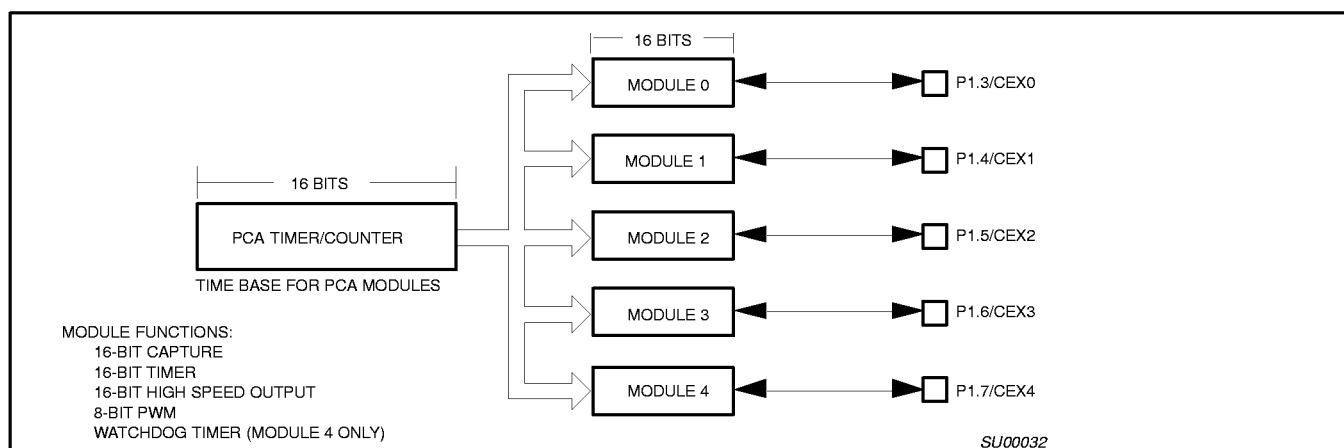 16 BITS
MODULE 0
P1.3/CEX0
MODULE 1
P1.4/CEX1
16 BITS
PCA TIMER/COUNTER
TIME BASE FOR PCA MODULES
MODULE 2
P1.5/CEX2
MODULE 3
P1.6/CEX3
MODULE 4
P1.7/CEX4
MODULE FUNCTIONS:
16-BIT CAPTURE
16-BIT TIMER
16-BIT HIGH SPEED OUTPUT
8-BIT PWM
WATCHDOG TIMER (MODULE 4 ONLY)
SU00032